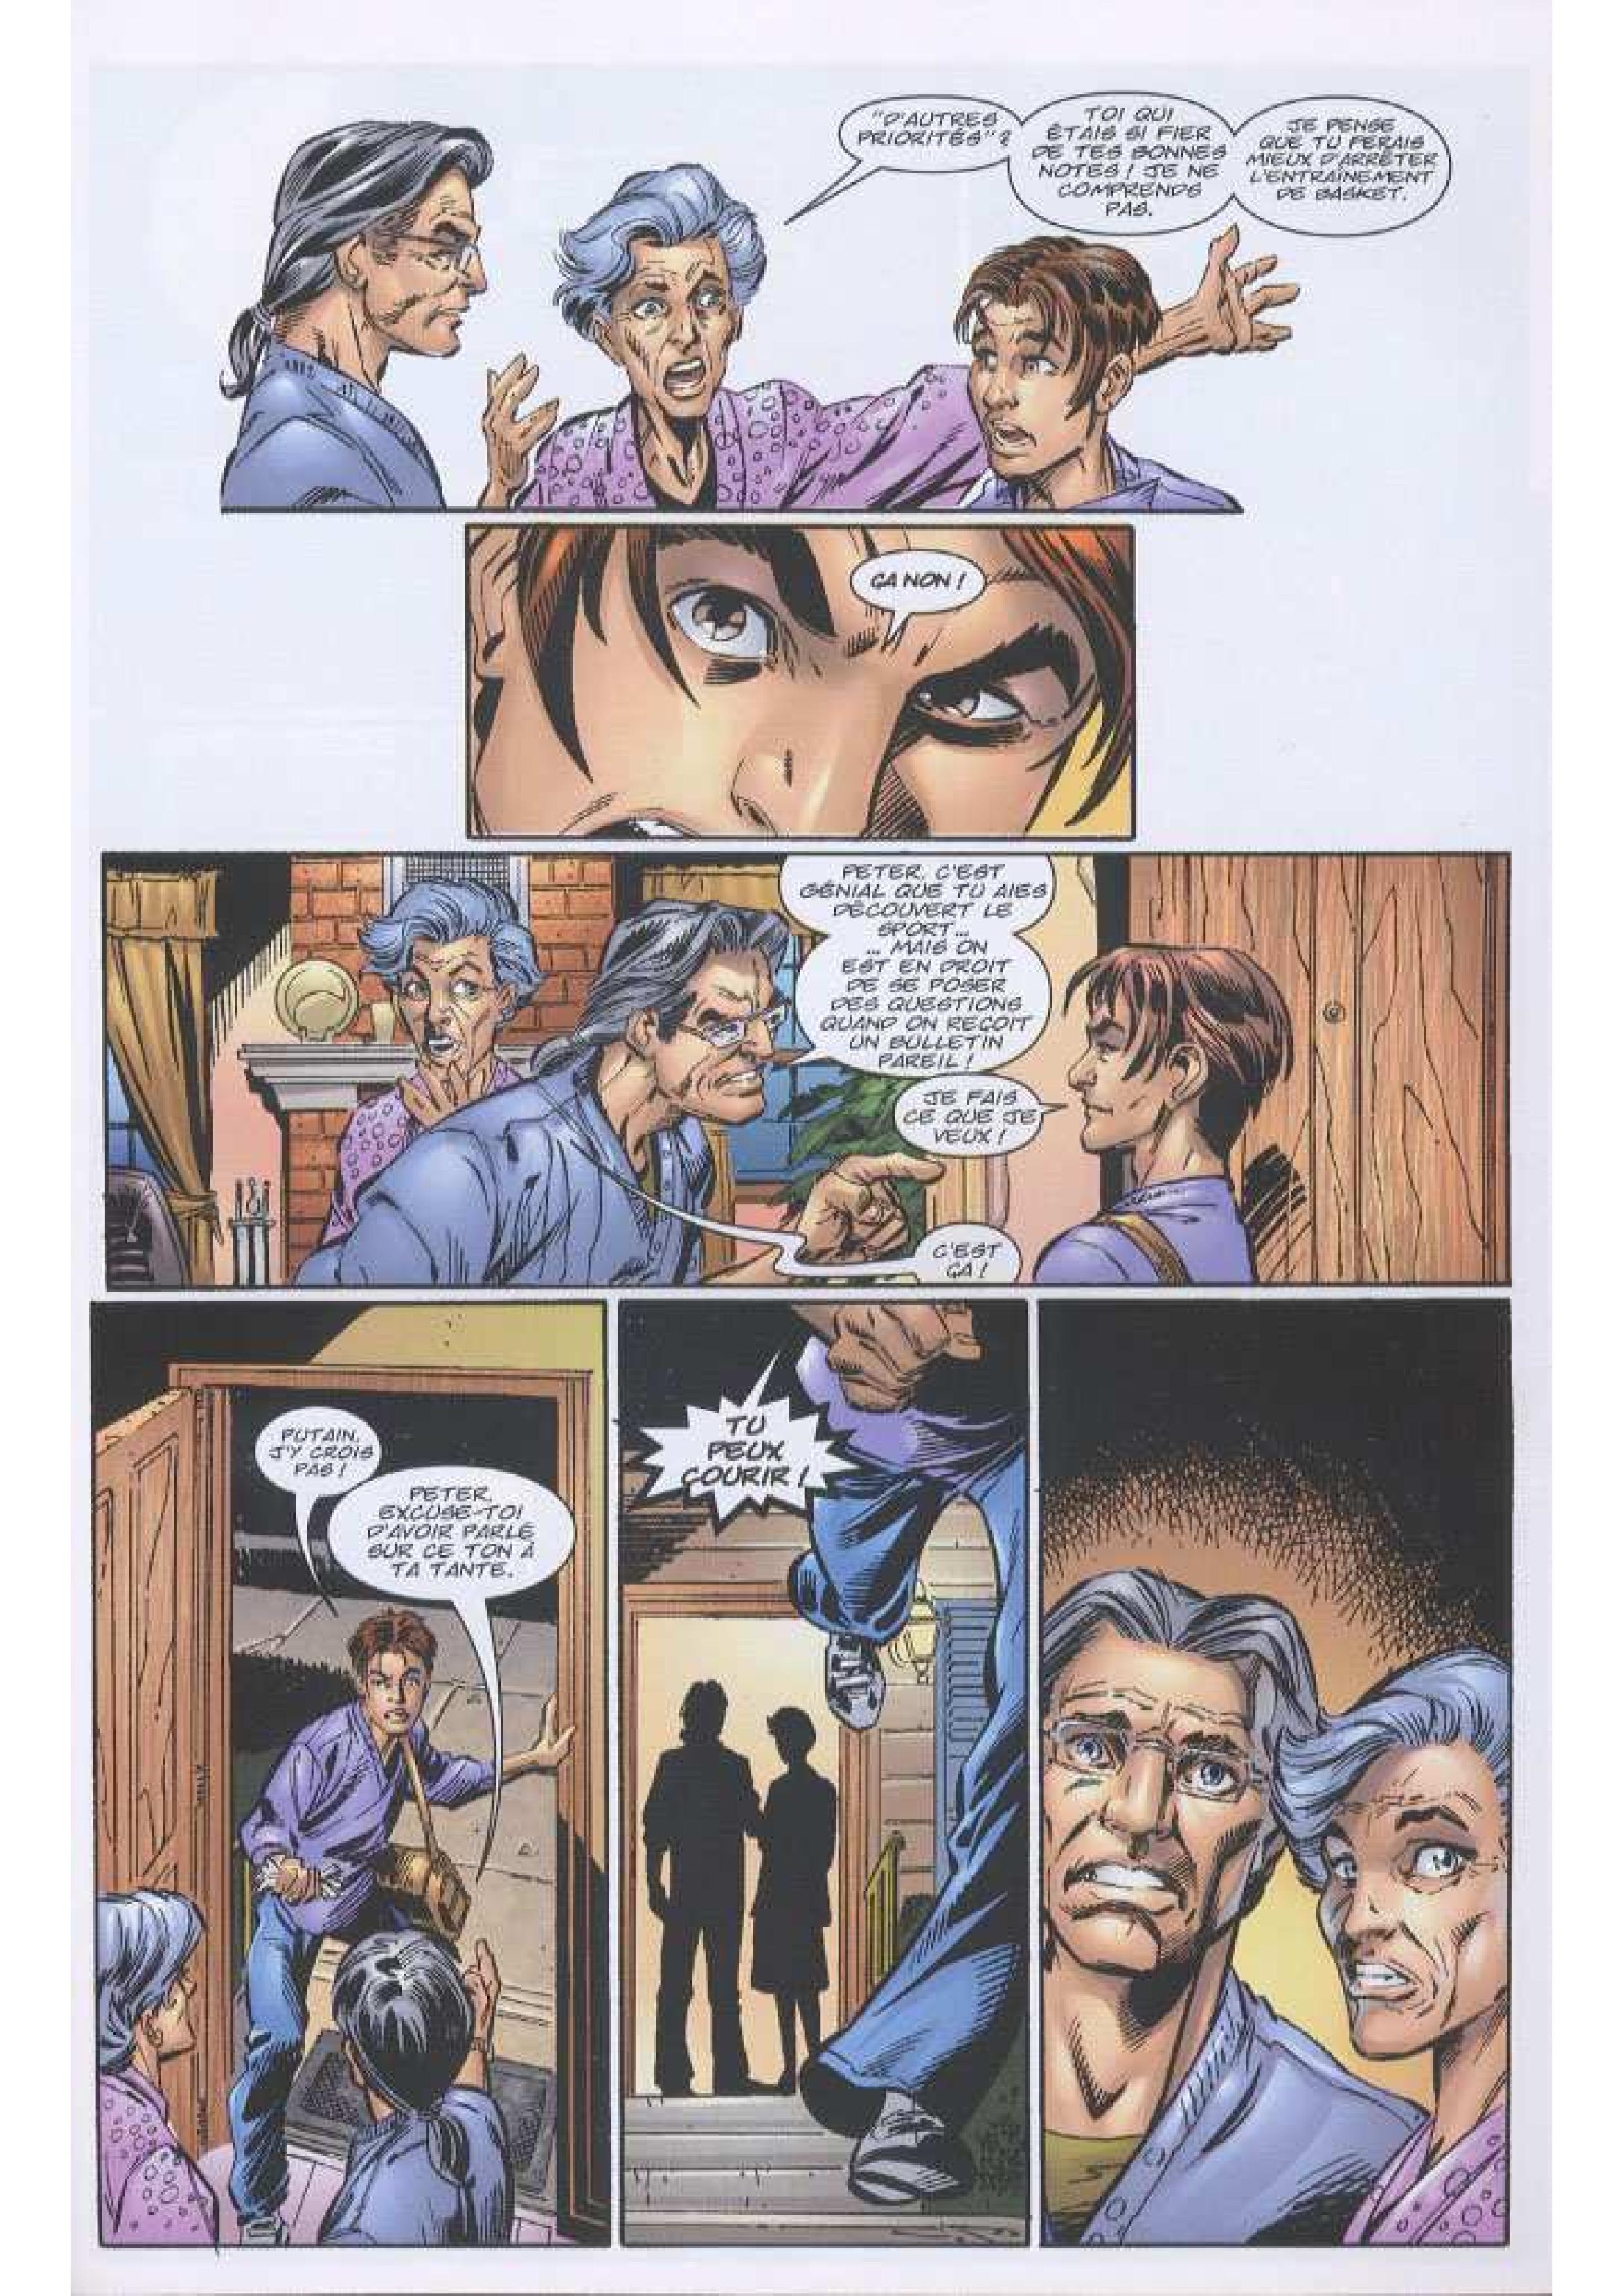 "D'AUTRES
PRIORITÉS" ?
TOI QUI
ÉTAIS SI FIER
DE TES BONNES
NOTES ! JE NE
COMPRENDS
PAS.
JE PENSE
QUE TU FERAIS
MIEUX D'ARRÊTER
L'ENTRAÎNEMENT
DE BASKET.
ÇA NON !
PETER, C'EST
GÉNIAL QUE TU AIES
DÉCOUVERT LE
SPORT...
... MAIS ON
EST EN DROIT
DE SE POSER
DES QUESTIONS
QUAND ON REÇOIT
UN BULLETIN
PAREIL !
JE FAIS
CE QUE JE
VEUX !
C'EST
ÇA !
PUTAIN,
J'Y CROIS
PAS !
PETER,
EXCUSE-TOI
D'AVOIR PARLÉ
SUR CE TON À
TA TANTE.
TU
PEUX
COURIR !